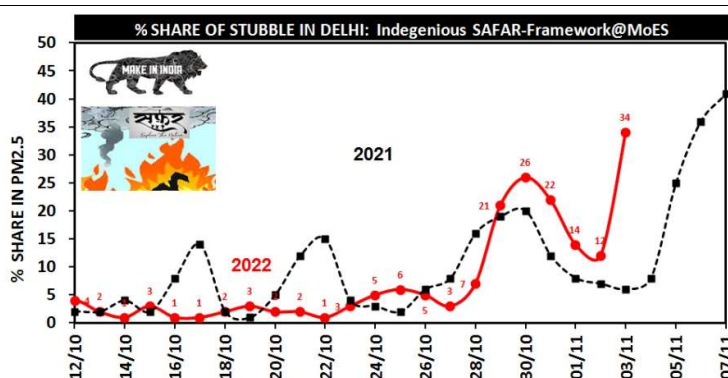 % SHARE OF STUBBLE IN DELHI: Indegenious SAFAR-Framework@MoES
% SHARE IN PM2.5
50
45
40
35
30
25
20
15
10
5
0
MAKE IN INDIA
सफर
2021
2022
4 2 3 1 1 2 3 2 1 3 5 6 5 3 7 21 26 22 14 12 34
12/10 14/10 16/10 18/10 20/10 22/10 24/10 26/10 28/10 30/10 01/11 03/11 05/11 07/11